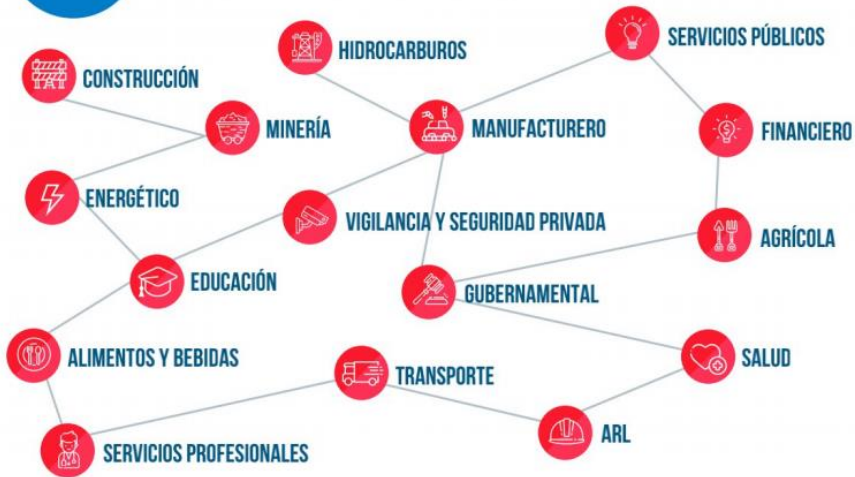 SERVICIOS PÚBLICOS
HIDROCARBUROS
CONSTRUCCIÓN
MINERÍA
MANUFACTURERO
FINANCIERO
ENERGÉTICO
VIGILANCIA Y SEGURIDAD PRIVADA
AGRÍCOLA
EDUCACIÓN
GUBERNAMENTAL
ALIMENTOS Y BEBIDAS
SALUD
TRANSPORTE
ARL
SERVICIOS PROFESIONALES